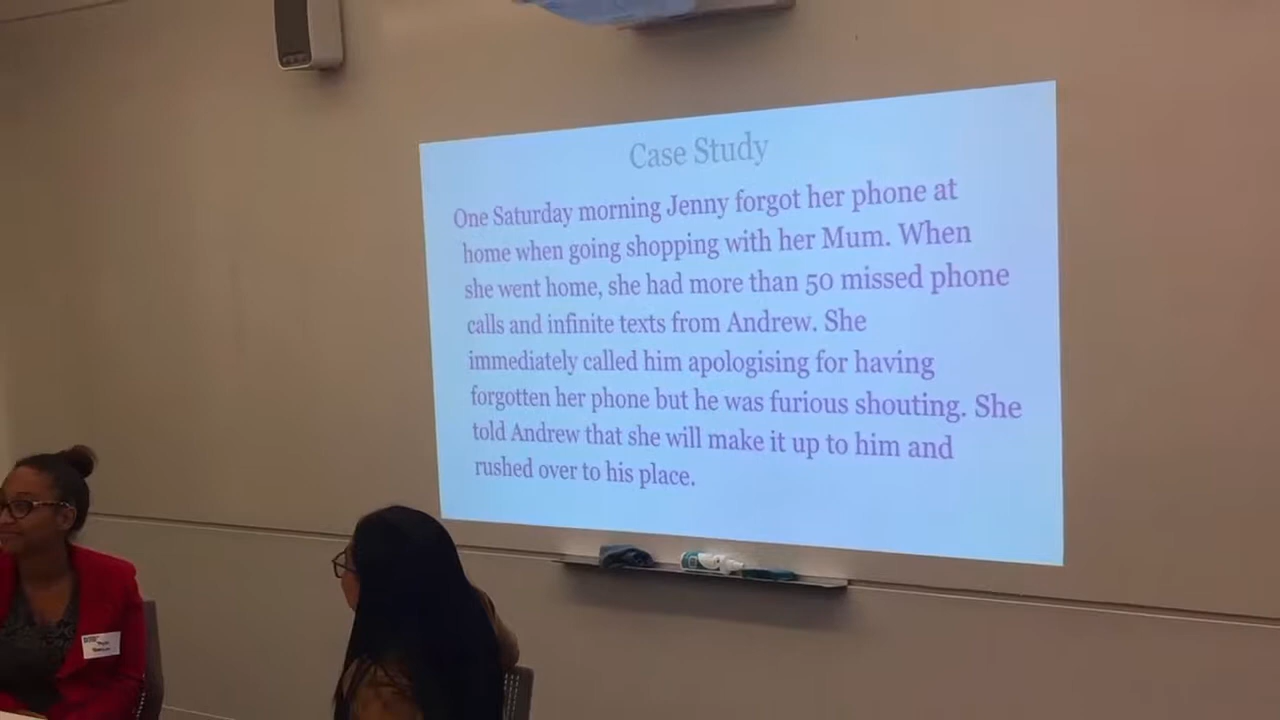 Case Study
One Saturday morning Jenny forgot her phone at
home when going shopping with her Mum. When
she went home, she had more than 50 missed phone
calls and infinite texts from Andrew. She
immediately called him apologising for having
forgotten her phone but he was furious shouting. She
told Andrew that she will make it up to him and
rushed over to his place.